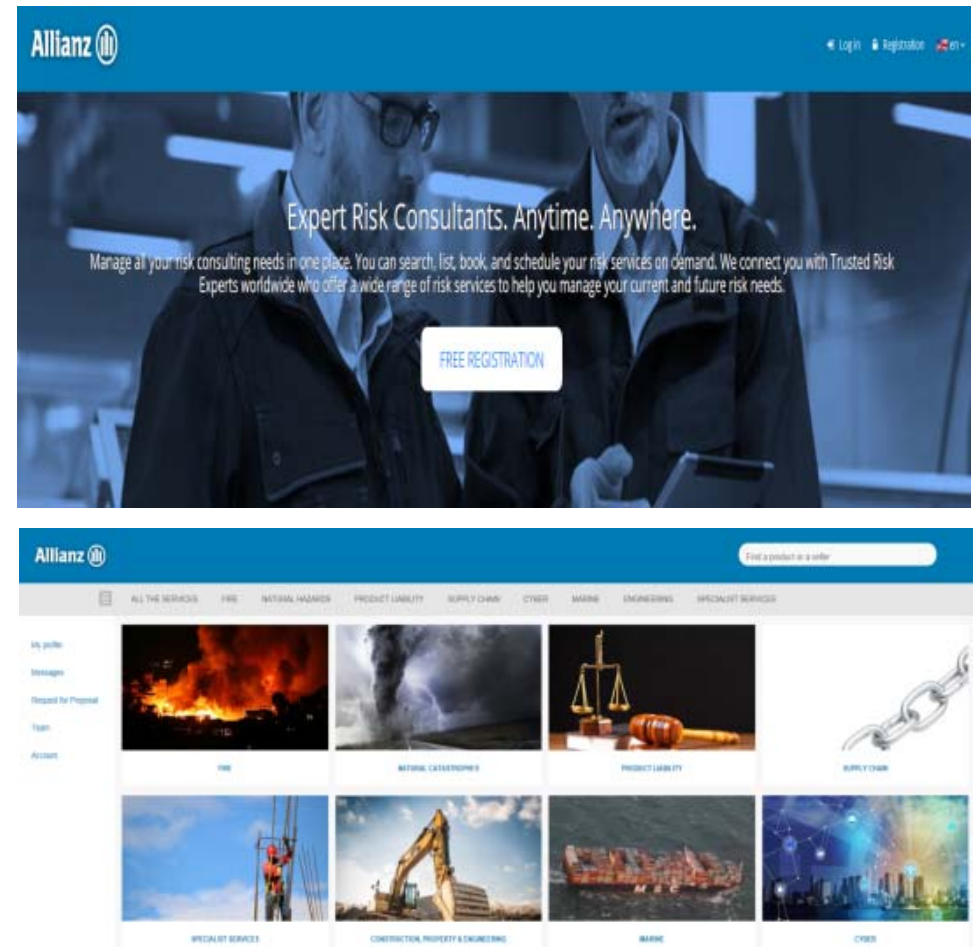 Allianz
Log in Registration en
Expert Risk Consultants. Anytime. Anywhere.
Manage all your risk consulting needs in one place. You can search, list, book, and schedule your risk services on demand. We connect you with Trusted Risk
Experts worldwide who offer a wide range of risk services to help you manage your current and future risk needs.
FREE REGISTRATION
Allianz
Find a product or a seller
ALL THE SERVICES FIRE NATURAL HAZARDS PRODUCT LIABILITY SUPPLY CHAIN CYBER MARINE ENGINEERING SPECIALIST SERVICES
My profile
Messages
Request for Proposal
Team
Account
FIRE NATURAL CATASTROPHES PRODUCT LIABILITY SUPPLY CHAIN
MSC
SPECIALIST SERVICES CONSTRUCTION, PROPERTY & ENGINEERING MARINE CYBER